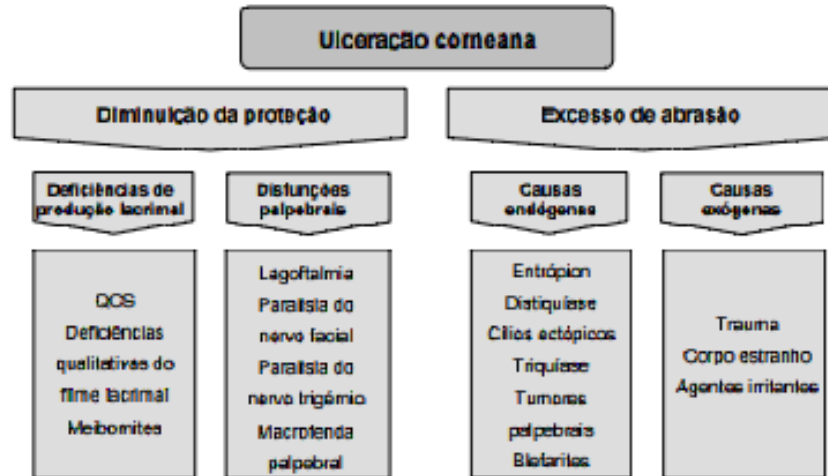 Ulceração corneana
Diminuição da proteção
Excesso de abrasão
Deficiências de
produção lacrimal
Disfunções
palpebrais
Causas
endógenas
Causas
exógenas
QCS
Deficiências
qualitativas do
filme lacrimal
Meibomites
Lagoftalmia
Paralisia do
nervo facial
Paralisia do
nervo trigémio
Macrofenda
palpebral
Entrópion
Distiquíase
Cílios ectópicos
Triquíase
Tumores
palpebrais
Blefarites
Trauma
Corpo estranho
Agentes irritantes